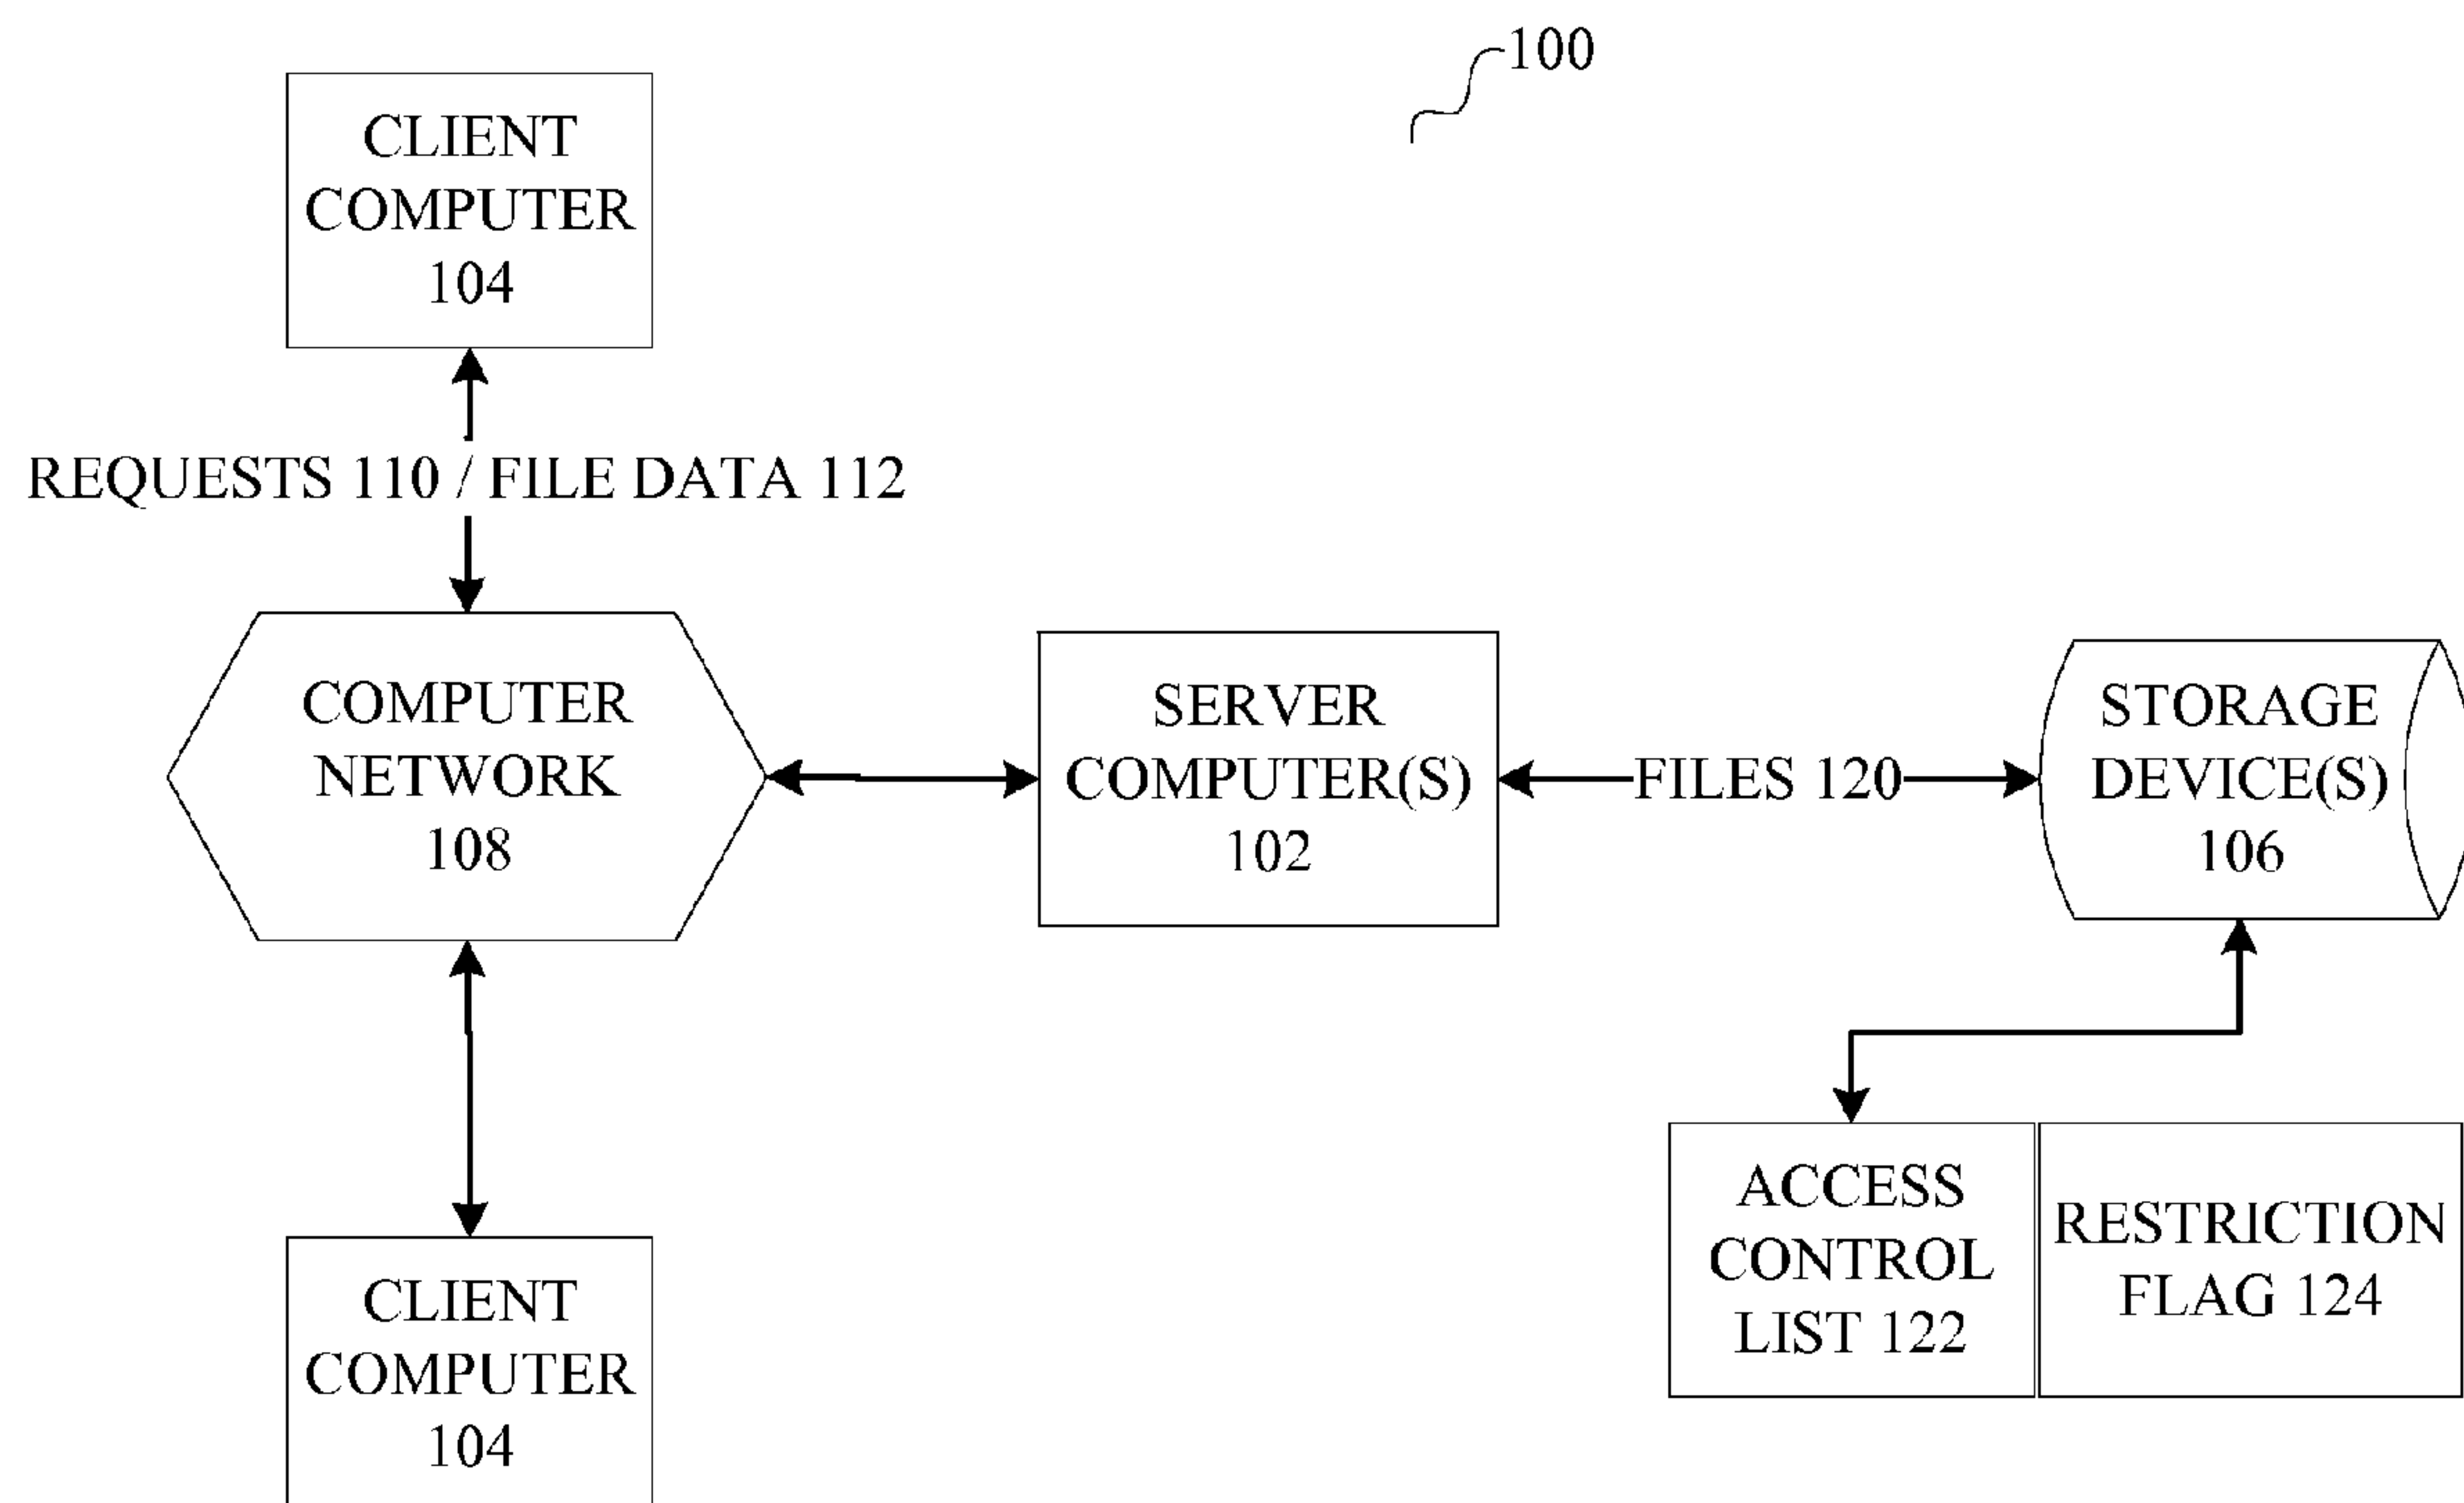 100
CLIENT
COMPUTER
104
REQUESTS 110 / FILE DATA 112
COMPUTER
NETWORK
108
SERVER
COMPUTER(S)
102
FILES 120
STORAGE
DEVICE(S)
106
ACCESS
CONTROL
LIST 122
RESTRICTION
FLAG 124
CLIENT
COMPUTER
104